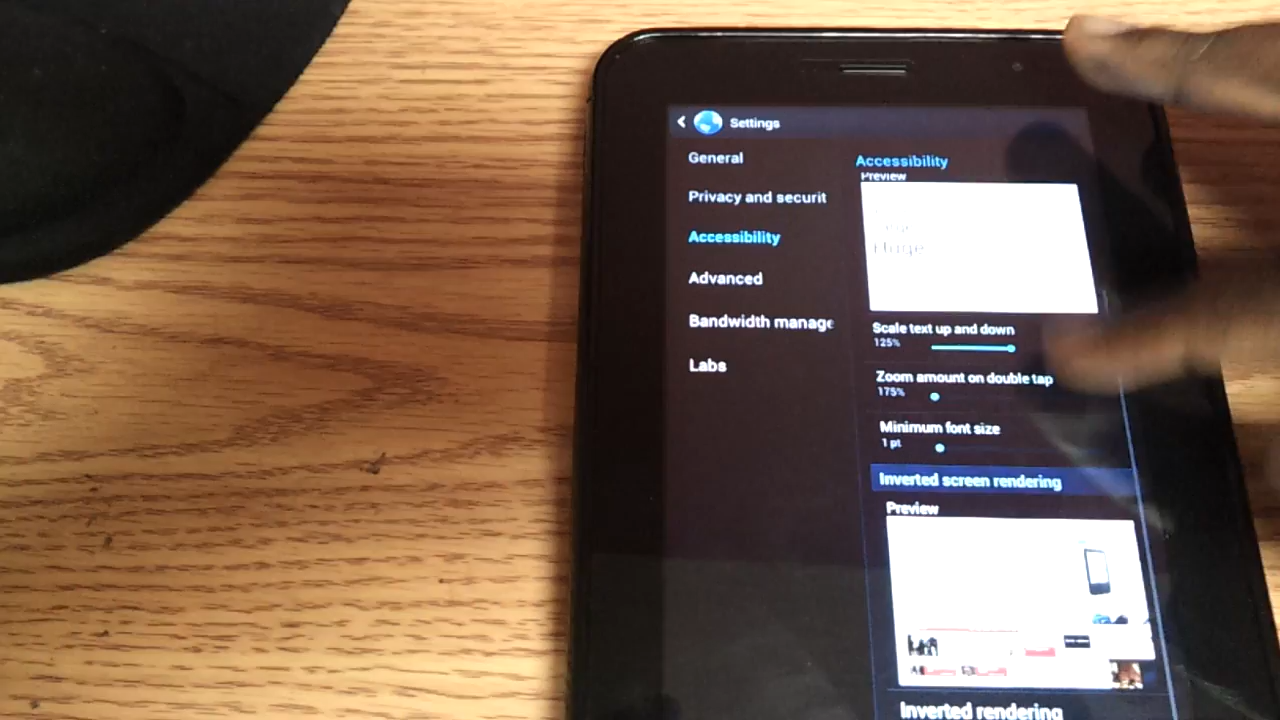 Settings
General
Privacy and securit
Accessibility
Advanced
Bandwidth manage
Labs
Accessibility
Preview
Huge
Scale text up and down
125%
Zoom amount on double tap
175%
Minimum font size
1 pt
Inverted screen rendering
Preview
Inverted rendering